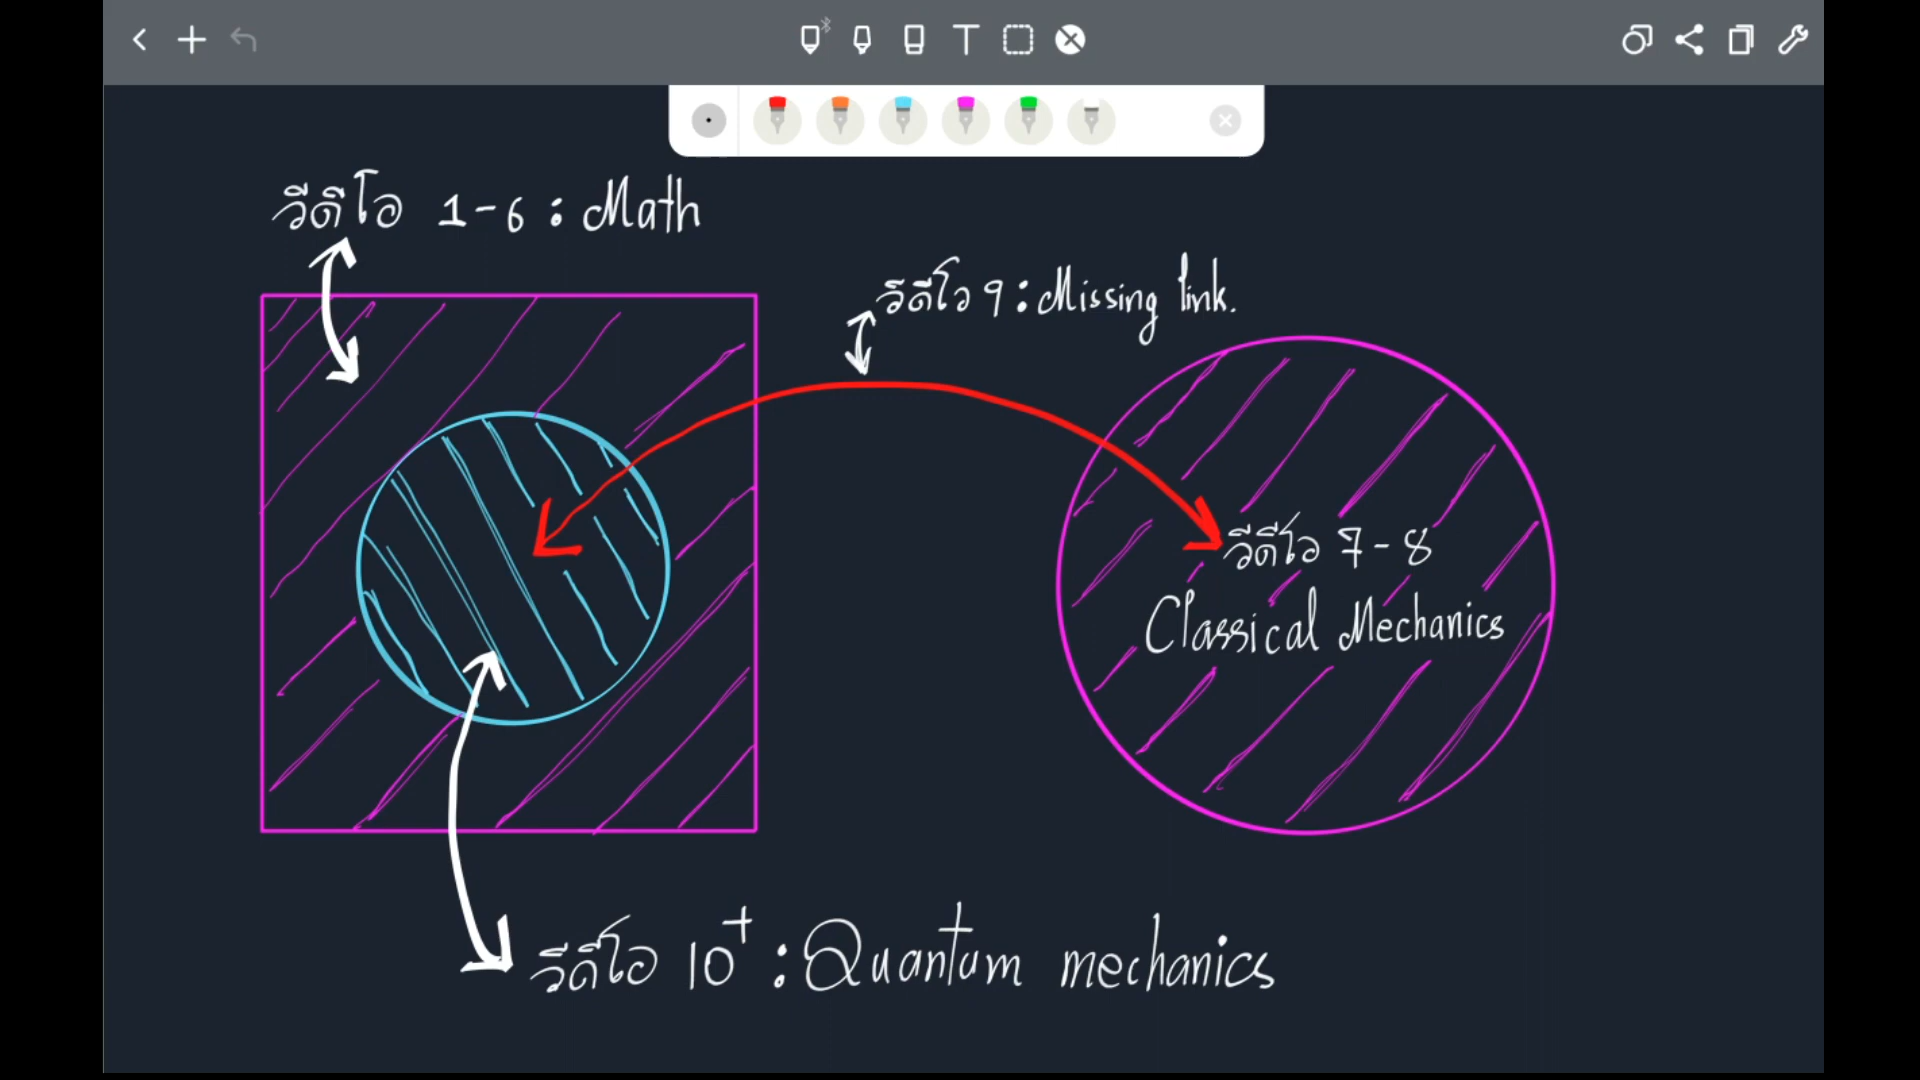 วีดีโอ 1-6 : Math
วีดีโอ 9 : Missing link.
วีดีโอ 7-8
Classical Mechanics
วีดีโอ 10⁺ : Quantum mechanics